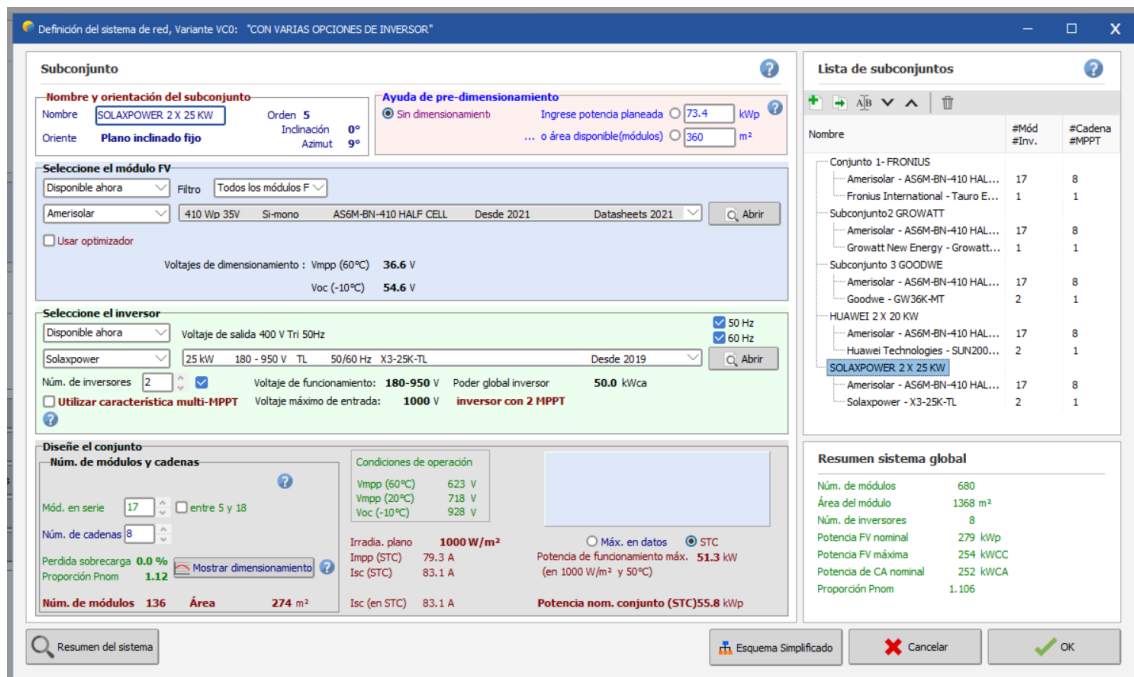 Definición del sistema de red, Variante VC0: "CON VARIAS OPCIONES DE INVERSOR"
Subconjunto
Nombre y orientación del subconjunto
Nombre SOLAXPOWER 2 X 25 KW Orden 5
Inclinación 0°
Oriente Plano inclinado fijo Azimut 9°
Ayuda de pre-dimensionamiento
Sin dimensionamiento Ingrese potencia planeada 73.4 kWp
... o área disponible(módulos) 360 m²
Seleccione el módulo FV
Disponible ahora Filtro Todos los módulos F
Amerisolar 410 Wp 35V Si-mono AS6M-BN-410 HALF CELL Desde 2021 Datasheets 2021 Abrir
Usar optimizador
Voltajes de dimensionamiento : Vmpp (60°C) 36.6 V
Voc (-10°C) 54.6 V
Seleccione el inversor
Disponible ahora Voltaje de salida 400 V Tri 50Hz 50 Hz
60 Hz
Solaxpower 25 kW 180 - 950 V TL 50/60 Hz X3-25K-TL Desde 2019 Abrir
Núm. de inversores 2 Voltaje de funcionamiento: 180-950 V Poder global inversor 50.0 kWca
Utilizar característica multi-MPPT Voltaje máximo de entrada: 1000 V inversor con 2 MPPT
Diseñe el conjunto
Núm. de módulos y cadenas
Mód. en serie 17 entre 5 y 18
Núm. de cadenas 8
Perdida sobrecarga 0.0 %
Proporción Pnom 1.12 Mostrar dimensionamiento
Núm. de módulos 136 Área 274 m²
Condiciones de operación
Vmpp (60°C) 623 V
Vmpp (20°C) 718 V
Voc (-10°C) 928 V
Irradia. plano 1000 W/m² Máx. en datos STC
Impp (STC) 79.3 A Potencia de funcionamiento máx. 51.3 kW
Isc (STC) 83.1 A (en 1000 W/m² y 50°C)
Isc (en STC) 83.1 A Potencia nom. conjunto (STC)55.8 kWp
Lista de subconjuntos
Nombre #Mód #Cadena
#Inv. #MPPT
Conjunto 1- FRONIUS
Amerisolar - AS6M-BN-410 HAL... 17 8
Fronius International - Tauro E... 1 1
Subconjunto2 GROWATT
Amerisolar - AS6M-BN-410 HAL... 17 8
Growatt New Energy - Growatt... 1 1
Subconjunto 3 GOODWE
Amerisolar - AS6M-BN-410 HAL... 17 8
Goodwe - GW36K-MT 2 1
HUAWEI 2 X 20 KW
Amerisolar - AS6M-BN-410 HAL... 17 8
Huawei Technologies - SUN200... 2 1
SOLAXPOWER 2 X 25 KW
Amerisolar - AS6M-BN-410 HAL... 17 8
Solaxpower - X3-25K-TL 2 1
Resumen sistema global
Núm. de módulos 680
Área del módulo 1368 m²
Núm. de inversores 8
Potencia FV nominal 279 kWp
Potencia FV máxima 254 kWCC
Potencia de CA nominal 252 kWCA
Proporción Pnom 1.106
Resumen del sistema Esquema Simplificado Cancelar OK